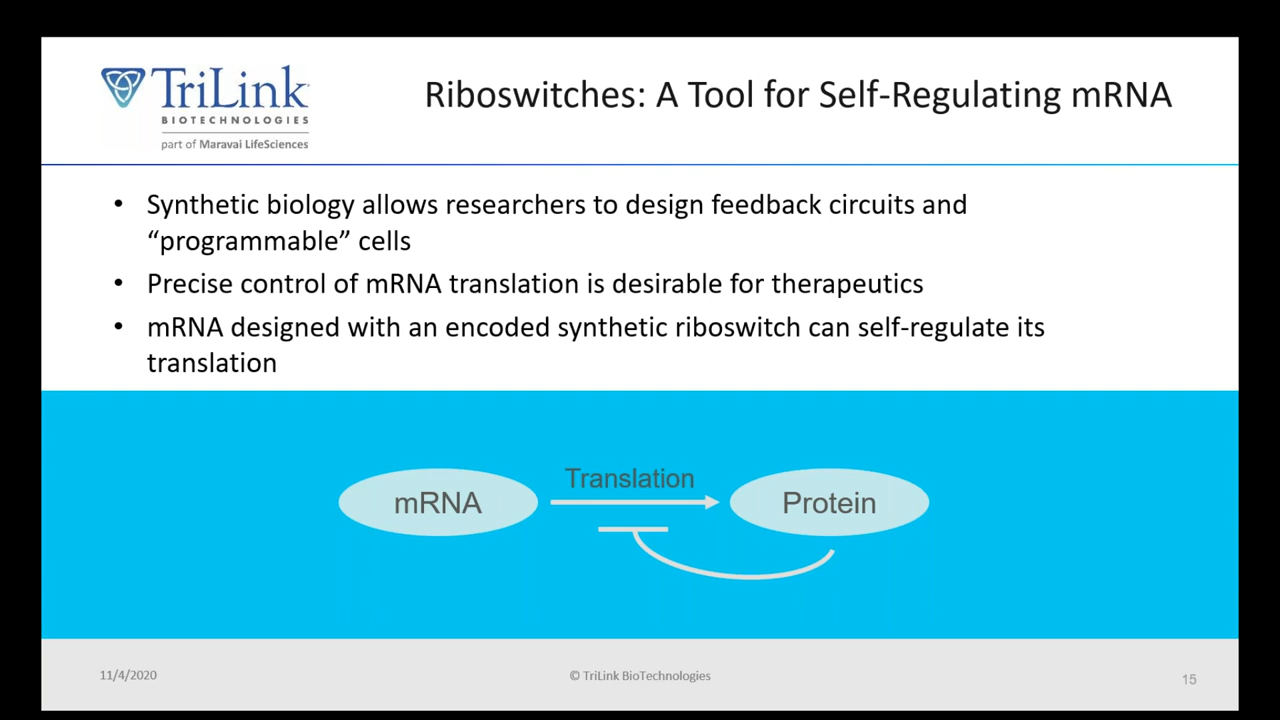 TriLink
BIOTECHNOLOGIES
part of Maravai LifeSciences
Riboswitches: A Tool for Self-Regulating mRNA
• Synthetic biology allows researchers to design feedback circuits and
“programmable” cells
• Precise control of mRNA translation is desirable for therapeutics
• mRNA designed with an encoded synthetic riboswitch can self-regulate its
translation
Translation
mRNA
Protein
11/4/2020
© TriLink BioTechnologies
15